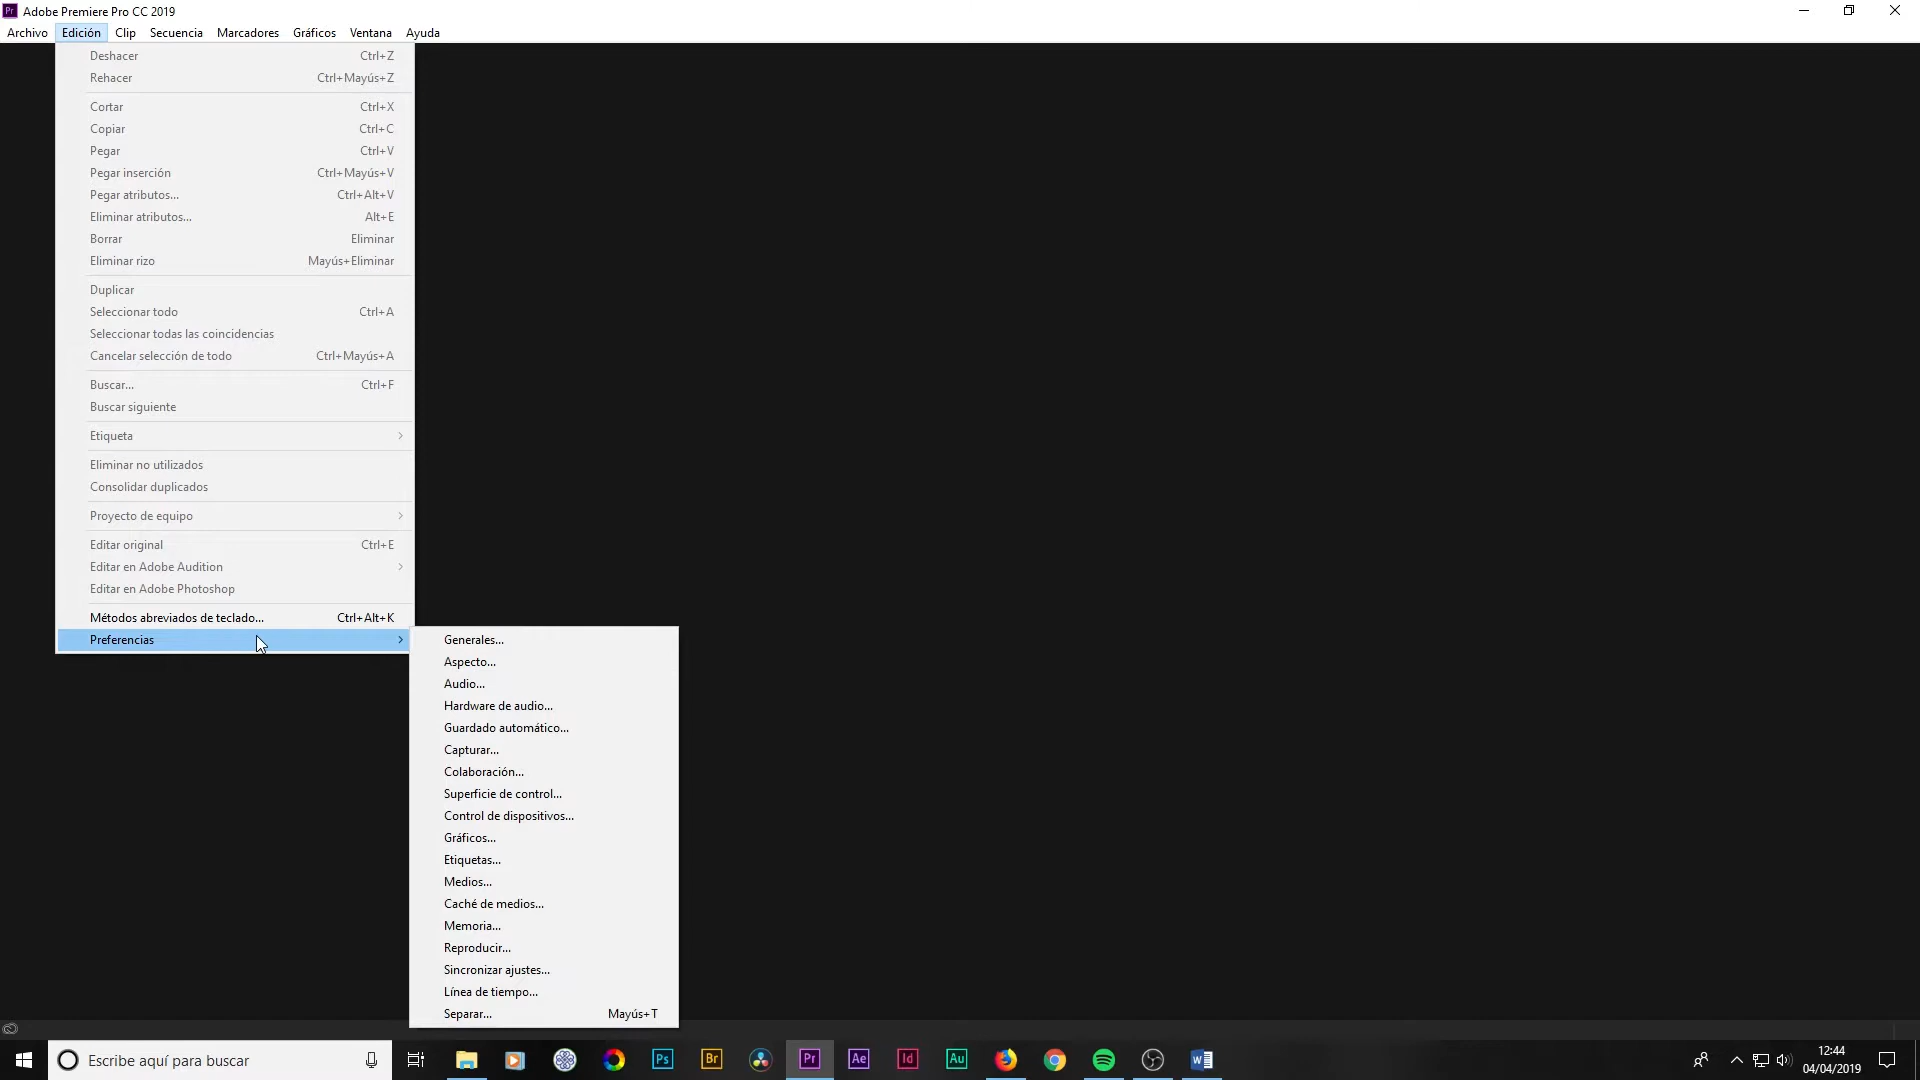 Pr Adobe Premiere Pro CC 2019
Archivo Edición Clip Secuencia Marcadores Gráficos Ventana Ayuda
Deshacer Ctrl+Z
Rehacer Ctrl+Mayús+Z
Cortar Ctrl+X
Copiar Ctrl+C
Pegar Ctrl+V
Pegar inserción Ctrl+Mayús+V
Pegar atributos... Ctrl+Alt+V
Eliminar atributos... Alt+E
Borrar Eliminar
Eliminar rizo Mayús+Eliminar
Duplicar
Seleccionar todo Ctrl+A
Seleccionar todas las coincidencias
Cancelar selección de todo Ctrl+Mayús+A
Buscar... Ctrl+F
Buscar siguiente
Etiqueta
Eliminar no utilizados
Consolidar duplicados
Proyecto de equipo
Editar original Ctrl+E
Editar en Adobe Audition
Editar en Adobe Photoshop
Métodos abreviados de teclado... Ctrl+Alt+K
Preferencias
Generales...
Aspecto...
Audio...
Hardware de audio...
Guardado automático...
Capturar...
Colaboración...
Superficie de control...
Control de dispositivos...
Gráficos...
Etiquetas...
Medios...
Caché de medios...
Memoria...
Reproducir...
Sincronizar ajustes...
Línea de tiempo...
Separar... Mayús+T
Escribe aquí para buscar
Ps Br Pr Ae Id Au W
12:44
04/04/2019